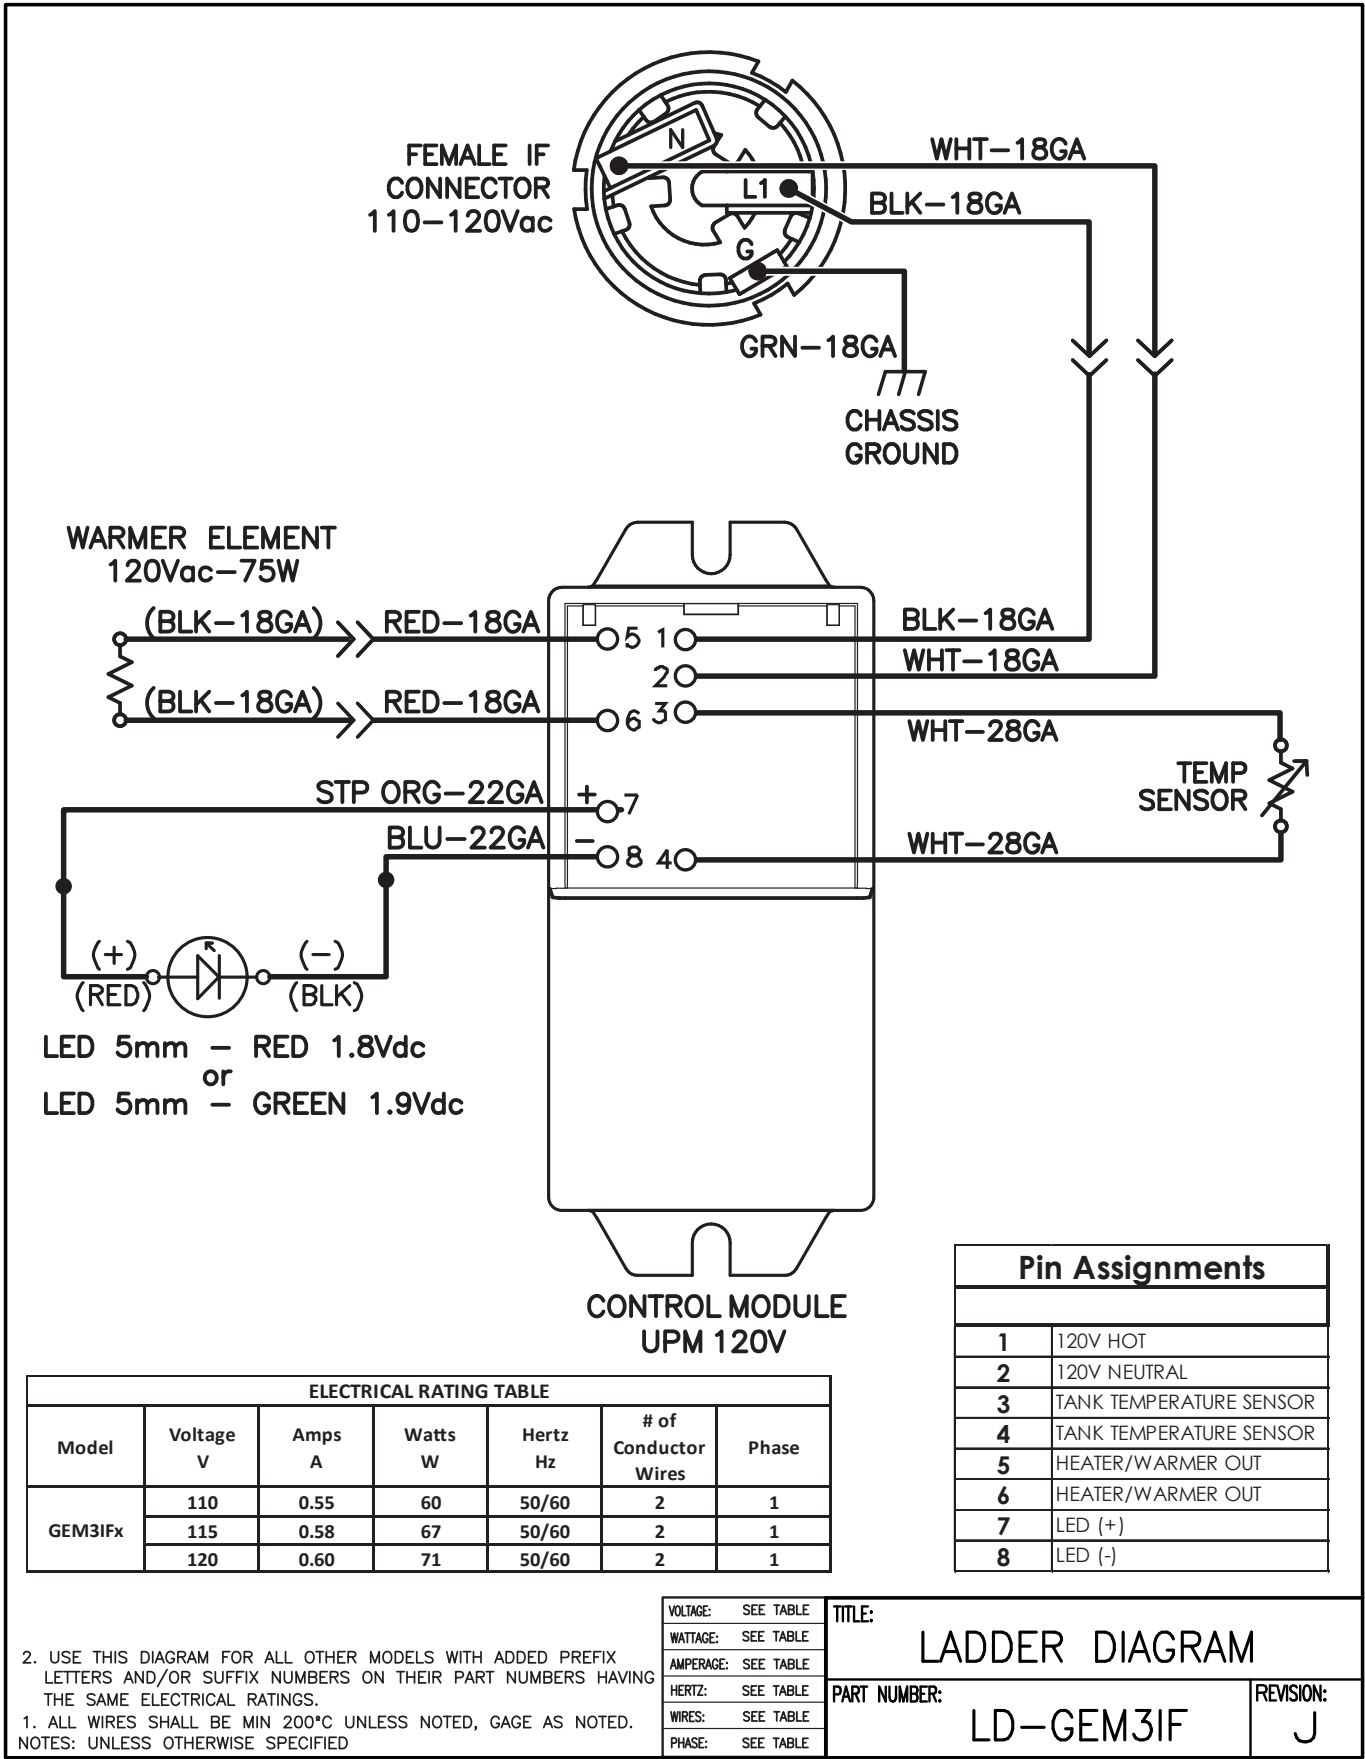 FEMALE IF
CONNECTOR
110-120Vac
N
L1
G
WHT-18GA
BLK-18GA
GRN-18GA
CHASSIS
GROUND
WARMER ELEMENT
120Vac-75W
(BLK-18GA)
RED-18GA
(BLK-18GA)
RED-18GA
5 1
2
6 3
BLK-18GA
WHT-18GA
WHT-28GA
TEMP
SENSOR
STP ORG-22GA
+
7
BLU-22GA
-
8 4
WHT-28GA
(+)
(-)
(RED)
(BLK)
LED 5mm - RED 1.8Vdc
or
LED 5mm - GREEN 1.9Vdc
CONTROL MODULE
UPM 120V
Pin Assignments
1 120V HOT
2 120V NEUTRAL
3 TANK TEMPERATURE SENSOR
4 TANK TEMPERATURE SENSOR
5 HEATER/WARMER OUT
6 HEATER/WARMER OUT
7 LED (+)
8 LED (-)
ELECTRICAL RATING TABLE
Model
Voltage
V
Amps
A
Watts
W
Hertz
Hz
# of
Conductor
Wires
Phase
GEM3IFx
110 0.55 60 50/60 2 1
115 0.58 67 50/60 2 1
120 0.60 71 50/60 2 1
2. USE THIS DIAGRAM FOR ALL OTHER MODELS WITH ADDED PREFIX
LETTERS AND/OR SUFFIX NUMBERS ON THEIR PART NUMBERS HAVING
THE SAME ELECTRICAL RATINGS.
1. ALL WIRES SHALL BE MIN 200°C UNLESS NOTED, GAGE AS NOTED.
NOTES: UNLESS OTHERWISE SPECIFIED
VOLTAGE: SEE TABLE
WATTAGE: SEE TABLE
AMPERAGE: SEE TABLE
HERTZ: SEE TABLE
WIRES: SEE TABLE
PHASE: SEE TABLE
TITLE:
LADDER DIAGRAM
PART NUMBER:
LD-GEM3IF
REVISION:
J